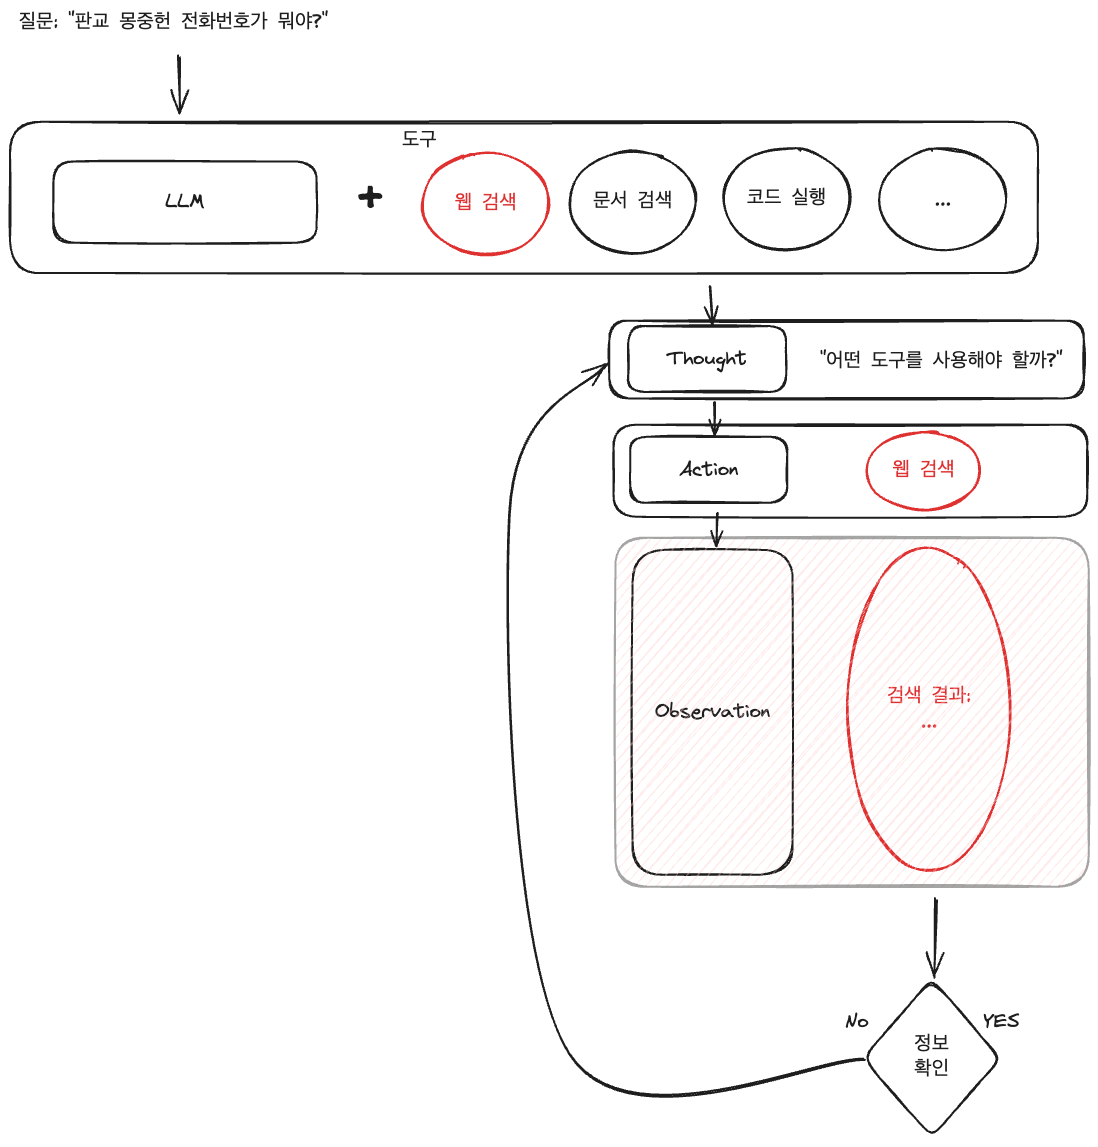 질문: "판교 몽중헌 전화번호가 뭐야?"
도구
LLM
+
웹 검색
문서 검색
코드 실행
...
Thought
"어떤 도구를 사용해야 할까?"
Action
웹 검색
Observation
검색 결과:
...
No
YES
정보
확인